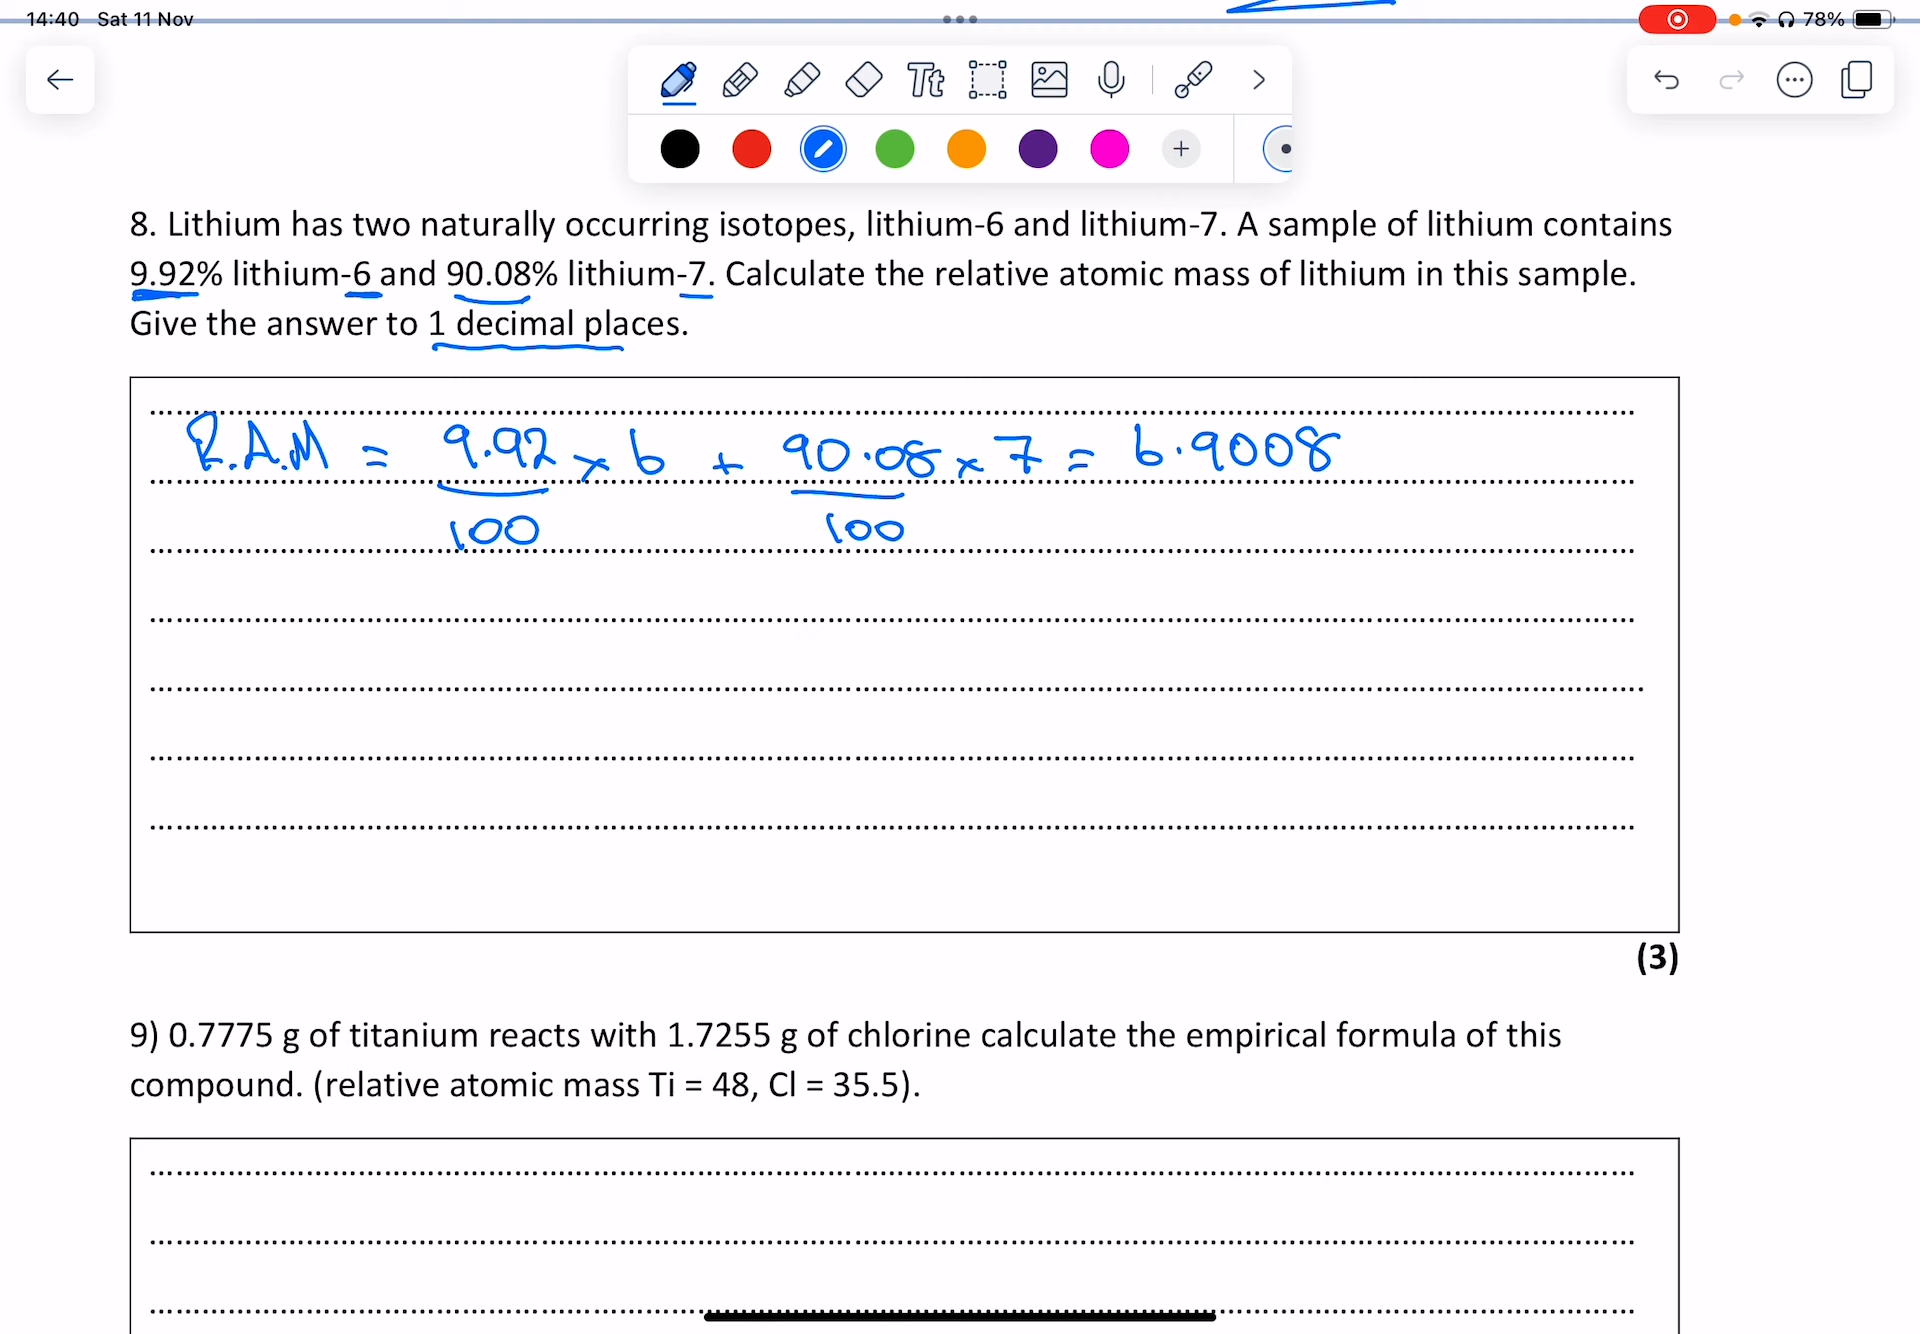 14:40 Sat 11 Nov
78%
Tt
8. Lithium has two naturally occurring isotopes, lithium-6 and lithium-7. A sample of lithium contains
9.92% lithium-6 and 90.08% lithium-7. Calculate the relative atomic mass of lithium in this sample.
Give the answer to 1 decimal places.
R.A.M = 9.92 × 6 + 90.08 × 7 = 6.9008
100 100
(3)
9) 0.7775 g of titanium reacts with 1.7255 g of chlorine calculate the empirical formula of this
compound. (relative atomic mass Ti = 48, Cl = 35.5).